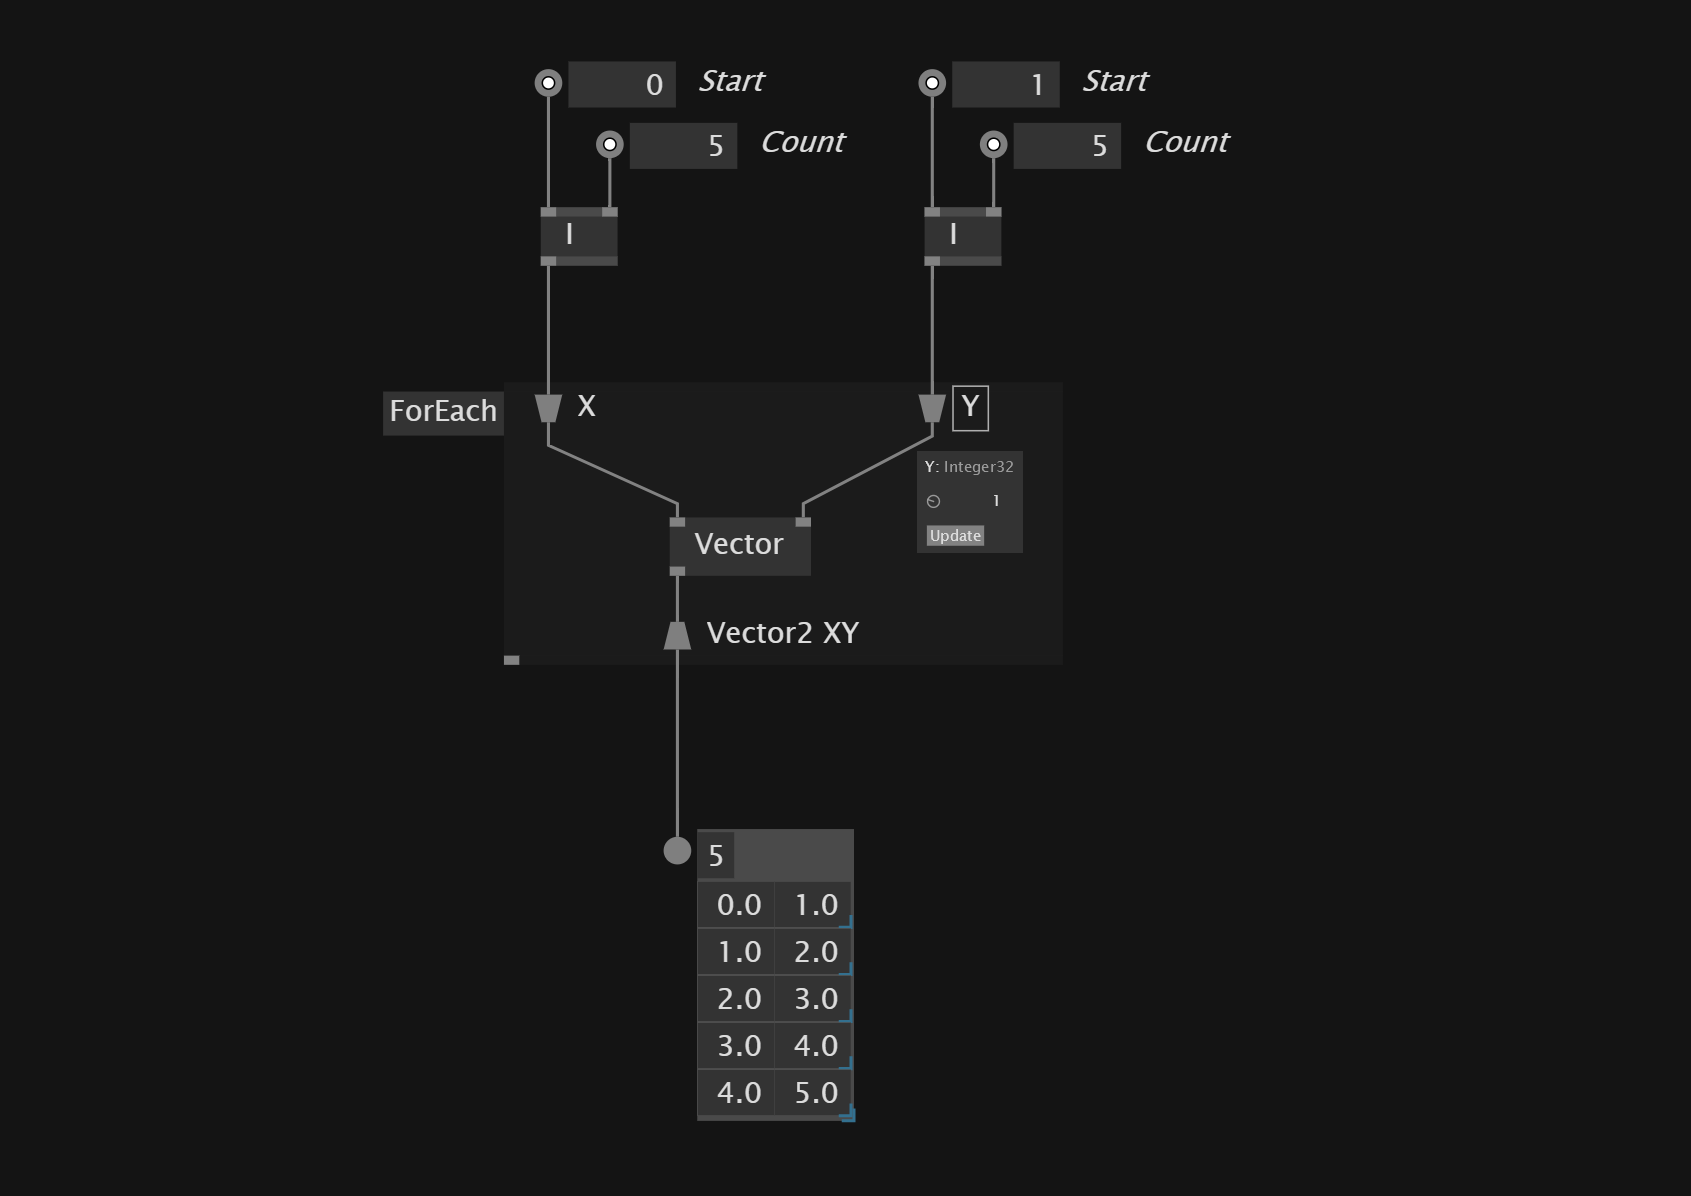 0 Start
1 Start
5 Count
5 Count
I
I
ForEach
X
Y
Y: Integer32
1
Update
Vector
Vector2 XY
5
0.0 1.0
1.0 2.0
2.0 3.0
3.0 4.0
4.0 5.0